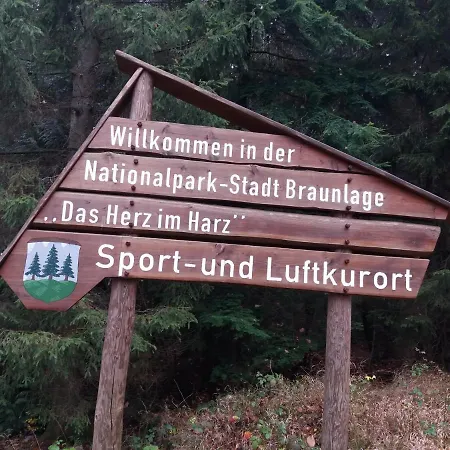 Willkommen in der
Nationalpark-Stadt Braunlage
,,Das Herz im Harz''
Sport-und Luftkurort